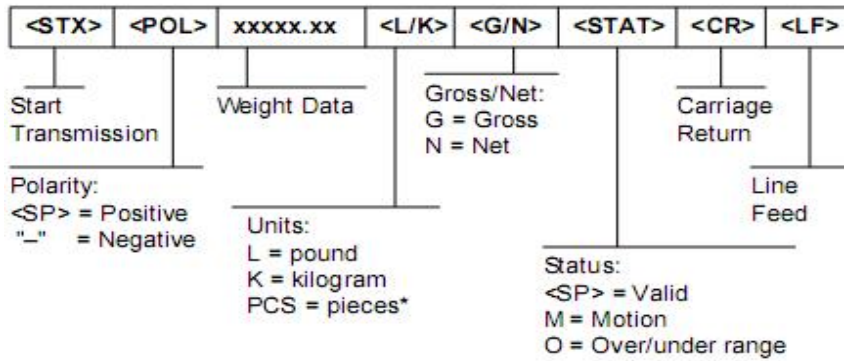 <STX> <POL> xxxxx.xx <L/K> <G/N> <STAT> <CR> <LF>
Start
Transmission
Weight Data
Gross/Net:
G = Gross
N = Net
Carriage
Return
Polarity:
<SP> = Positive
"–" = Negative
Units:
L = pound
K = kilogram
PCS = pieces*
Line
Feed
Status:
<SP> = Valid
M = Motion
O = Over/under range